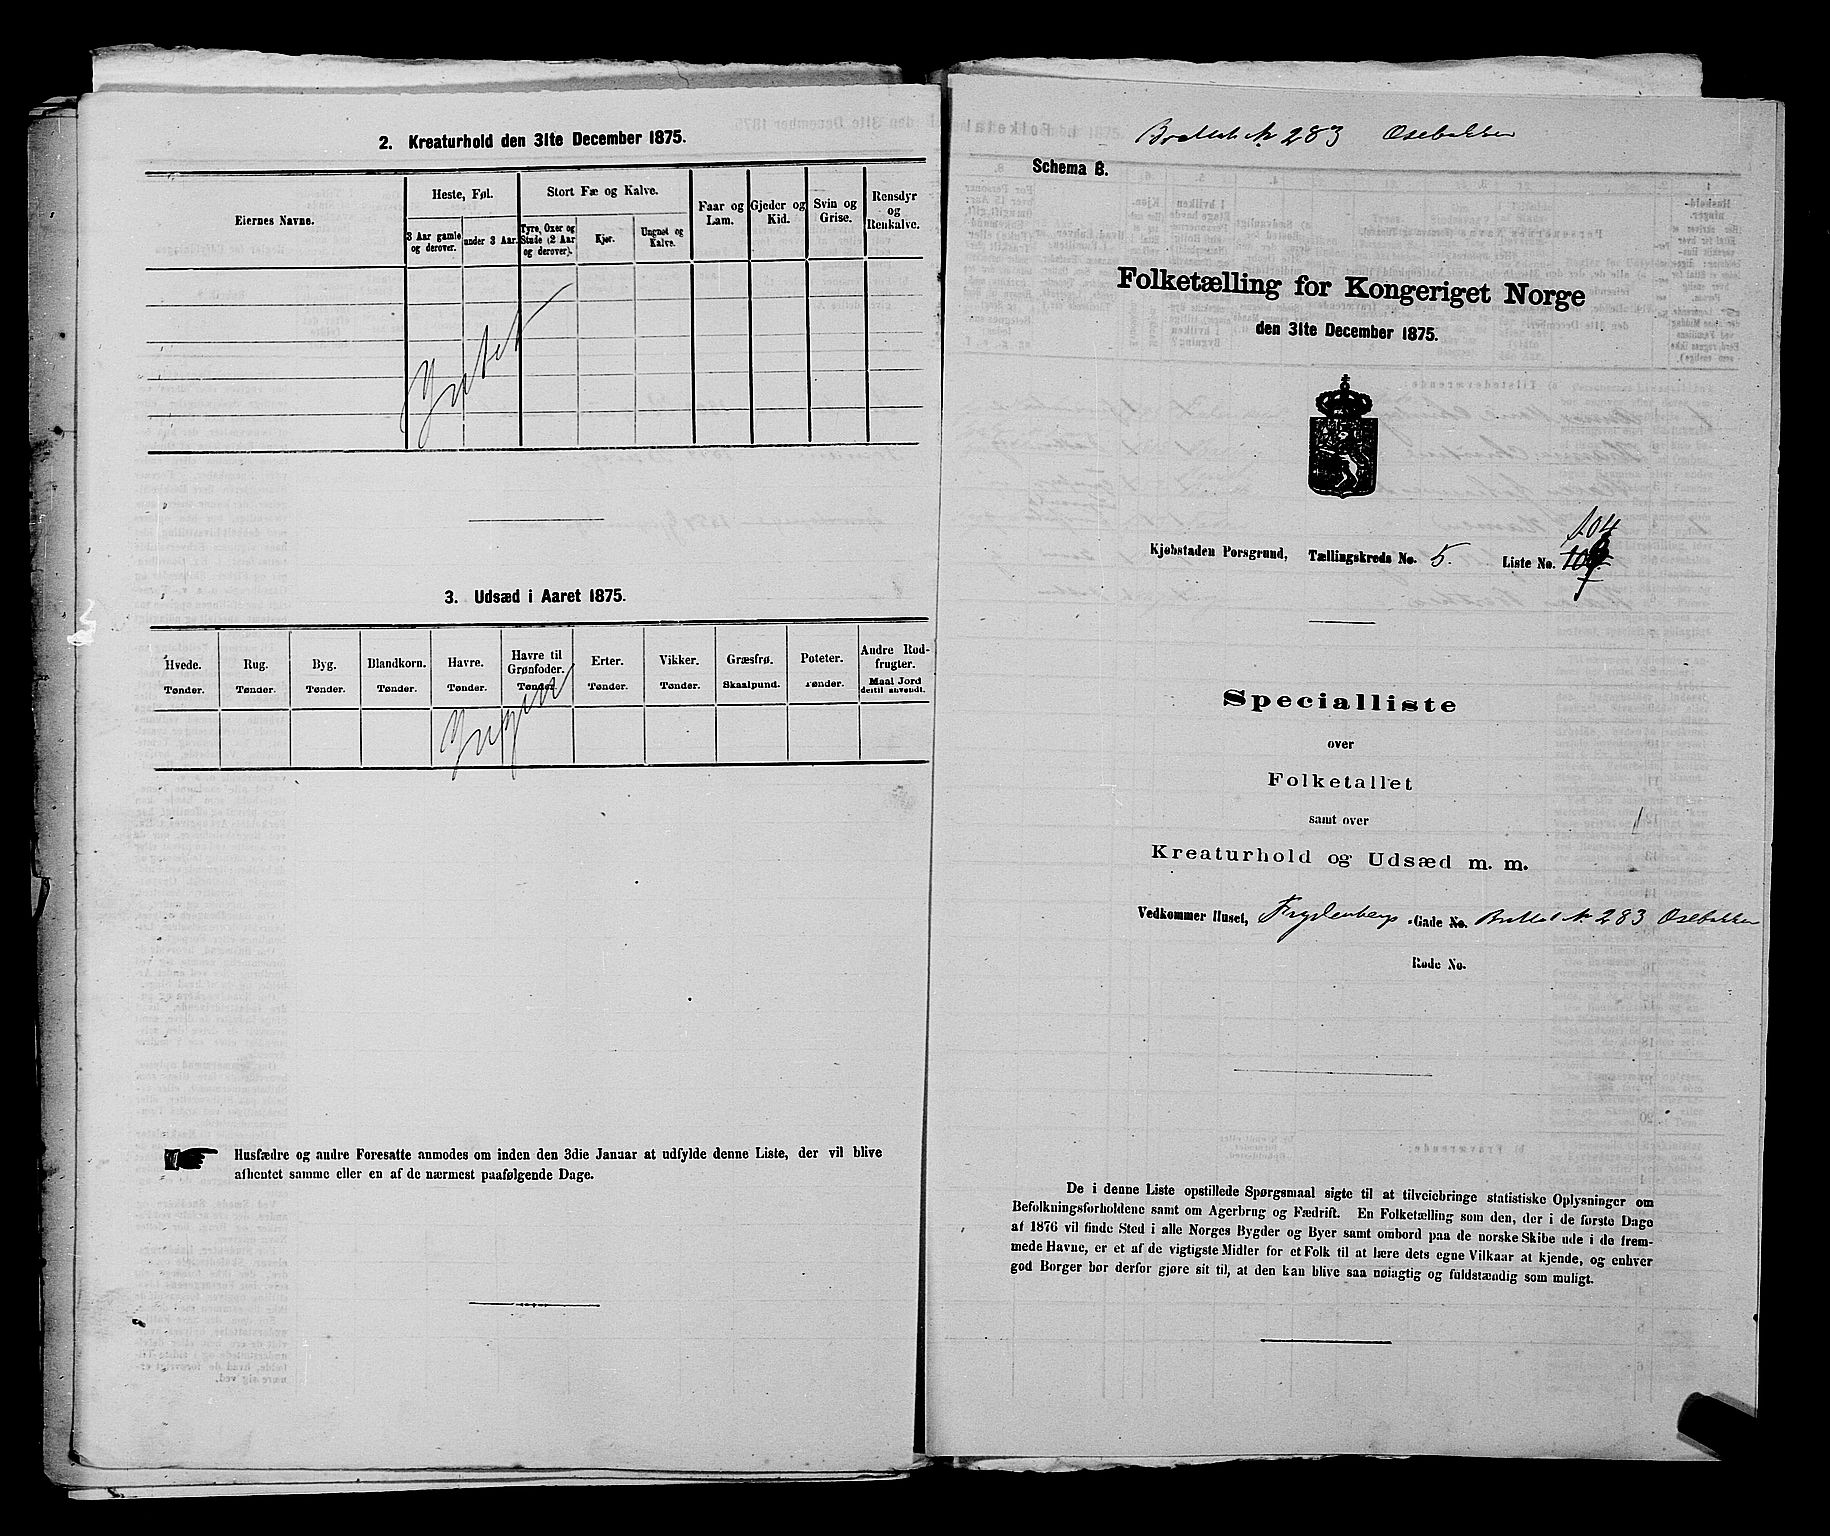 2. Kreaturhold den 31te December 1875.
Eiernes Navne.
Heste, Føl.
Stort Fæ og Kalve.
Faar og Lam.
Gjeder og Kid.
Svin og Grise.
Rensdyr og Renkalve.
3 Aar gamle og derover.
under 3 Aar.
Tyre, Oxer og Stude (2 Aar og derover).
Kjør.
Ungnøt og Kalve.
Intet
3. Udsæd i Aaret 1875.
Hvede. Rug. Byg. Blandkorn. Havre. Havre til Grønfoder. Erter. Vikker. Græsfrø. Poteter. Andre Rodfrugter.
Tønder. Tønder. Tønder. Tønder. Tønder. Tønder. Tønder. Tønder. Skaalpund. Tønder. Maal Jord dertil anvendt.
Ingen
Husfædre og andre Foresatte anmodes om inden den 3die Januar at udfylde denne Liste, der vil blive
afhentet samme eller en af de nærmest paafølgende Dage.
No 283 Osebakken
Schema B.
Folketælling for Kongeriget Norge
den 31te December 1875.
104
Kjøbstaden Porsgrund, Tællingskreds No. 5. Liste No.
Specialliste
over
Folketallet
samt over
Kreaturhold og Udsæd m. m.
Vedkommer Huset, Frydenbergs Gade No. No 283 Osebakken
Rode No.
De i denne Liste opstillede Spørgsmaal sigte til at tilveiebringe statistiske Oplysninger om
Befolkningsforholdene samt om Agerbrug og Fædrift. En Folketælling som den, der i de første Dage
af 1876 vil finde Sted i alle Norges Bygder og Byer samt ombord paa de norske Skibe ude i de frem-
mede Havne, er et af de vigtigste Midler for et Folk til at lære dets egne Vilkaar at kjende, og enhver
god Borger bør derfor gjøre sit til, at den kan blive saa nøiagtig og fuldstændig som muligt.